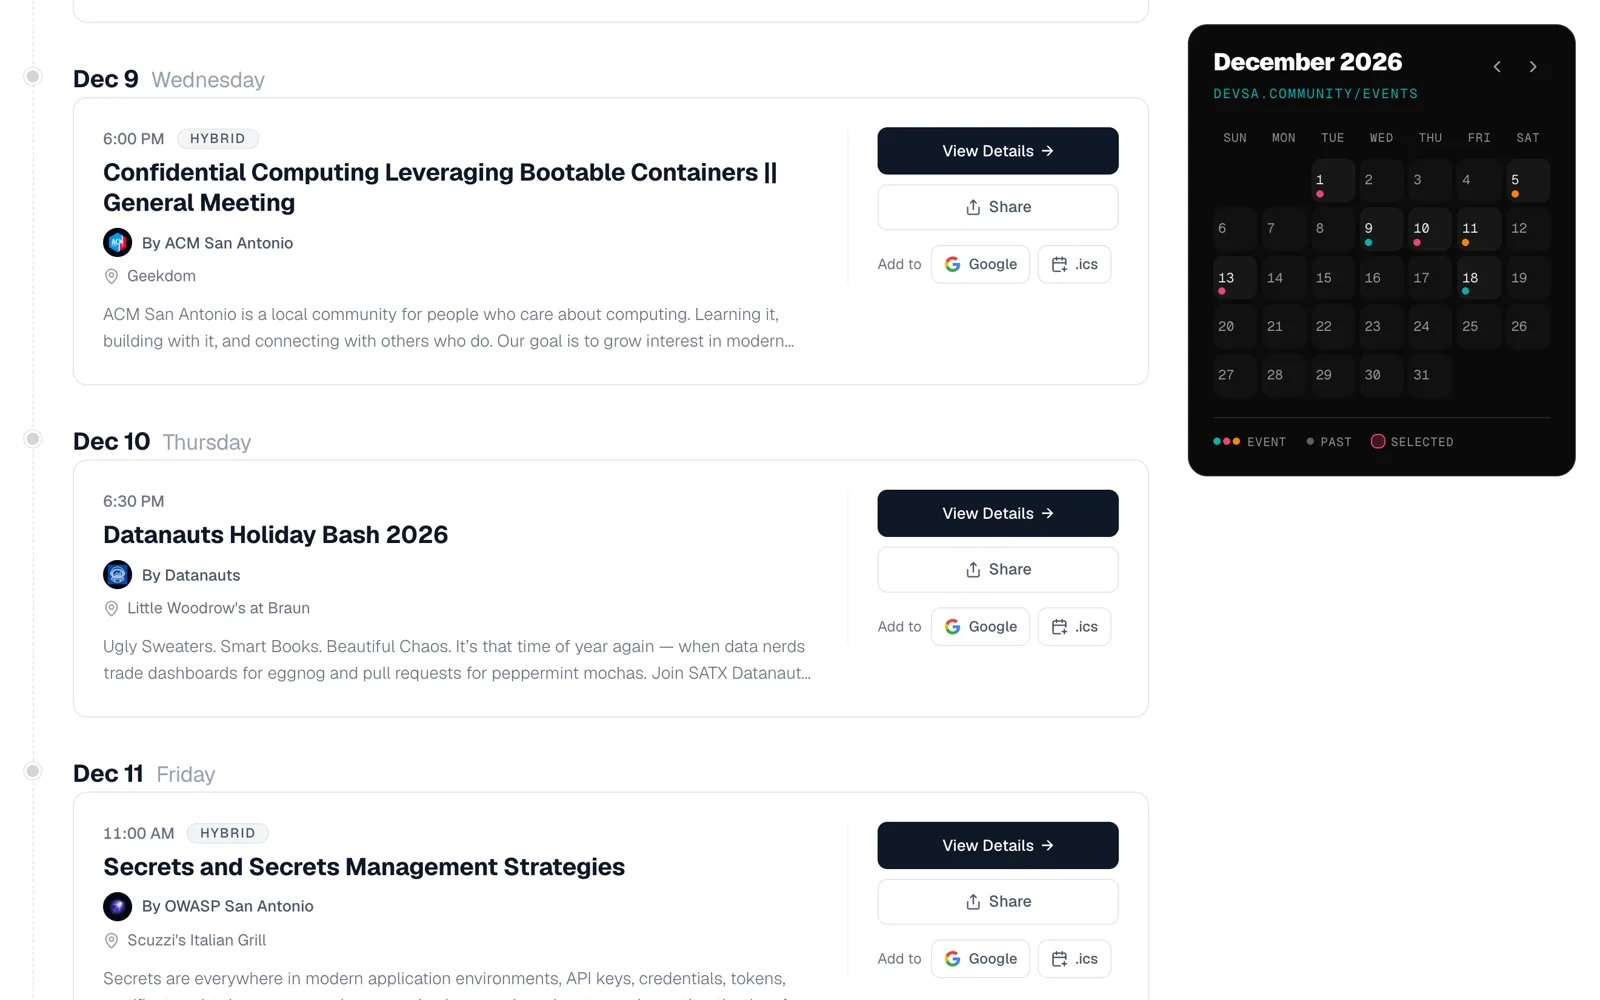 Dec 9 Wednesday
6:00 PM HYBRID
Confidential Computing Leveraging Bootable Containers ||
General Meeting
By ACM San Antonio
Geekdom
ACM San Antonio is a local community for people who care about computing. Learning it,
building with it, and connecting with others who do. Our goal is to grow interest in modern...
View Details →
Share
Add to Google .ics
Dec 10 Thursday
6:30 PM
Datanauts Holiday Bash 2026
By Datanauts
Little Woodrow's at Braun
Ugly Sweaters. Smart Books. Beautiful Chaos. It's that time of year again — when data nerds
trade dashboards for eggnog and pull requests for peppermint mochas. Join SATX Datanaut...
View Details →
Share
Add to Google .ics
Dec 11 Friday
11:00 AM HYBRID
Secrets and Secrets Management Strategies
By OWASP San Antonio
Scuzzi's Italian Grill
Secrets are everywhere in modern application environments, API keys, credentials, tokens,
View Details →
Share
Add to Google .ics
December 2026
DEVSA.COMMUNITY/EVENTS
SUN MON TUE WED THU FRI SAT
1 2 3 4 5
6 7 8 9 10 11 12
13 14 15 16 17 18 19
20 21 22 23 24 25 26
27 28 29 30 31
EVENT PAST SELECTED